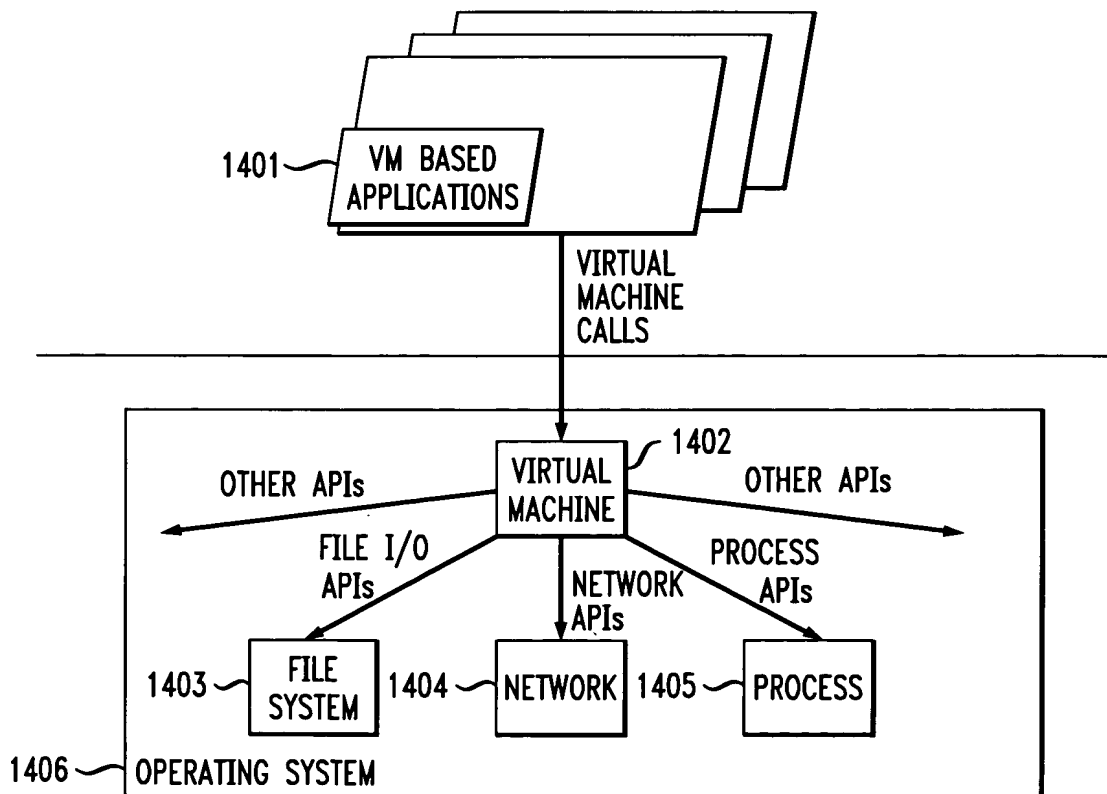 1401
VM BASED
APPLICATIONS
VIRTUAL
MACHINE
CALLS
1402
VIRTUAL
MACHINE
OTHER APIs
OTHER APIs
FILE I/O
APIs
NETWORK
APIs
PROCESS
APIs
1403
FILE
SYSTEM
1404
NETWORK
1405
PROCESS
1406
OPERATING SYSTEM